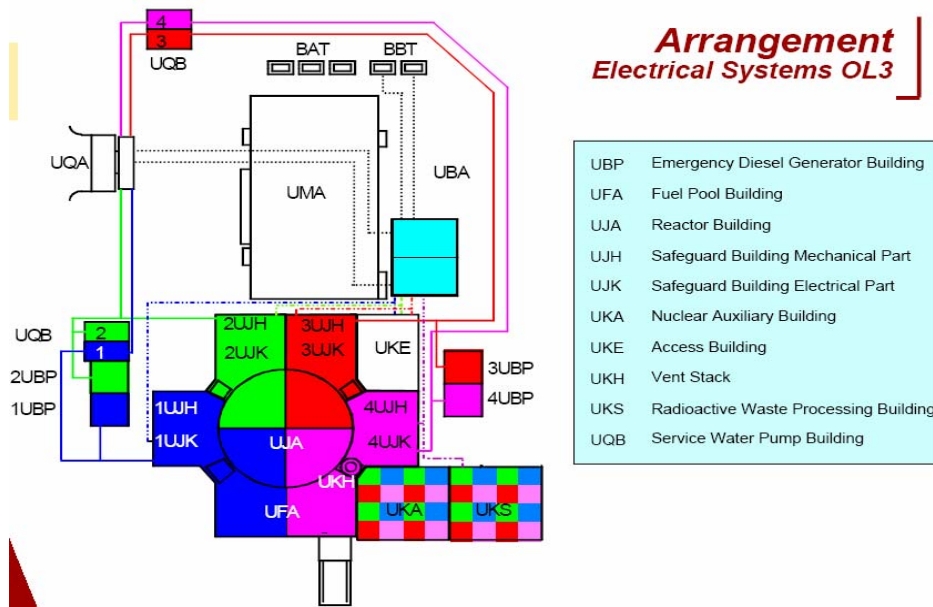 Arrangement
Electrical Systems OL3
4
3
UQB
BAT
BBT
UQA
UMA
UBA
UBP Emergency Diesel Generator Building
UFA Fuel Pool Building
UJA Reactor Building
UJH Safeguard Building Mechanical Part
UJK Safeguard Building Electrical Part
UKA Nuclear Auxiliary Building
UKE Access Building
UKH Vent Stack
UKS Radioactive Waste Processing Building
UQB Service Water Pump Building
UQB
2
1
2UBP
1UBP
2UJH
2UJK
3UJH
3UJK
UKE
3UBP
4UBP
1UJH
1UJK
4UJH
4UJK
UJA
UKH
UFA
UKA
UKS